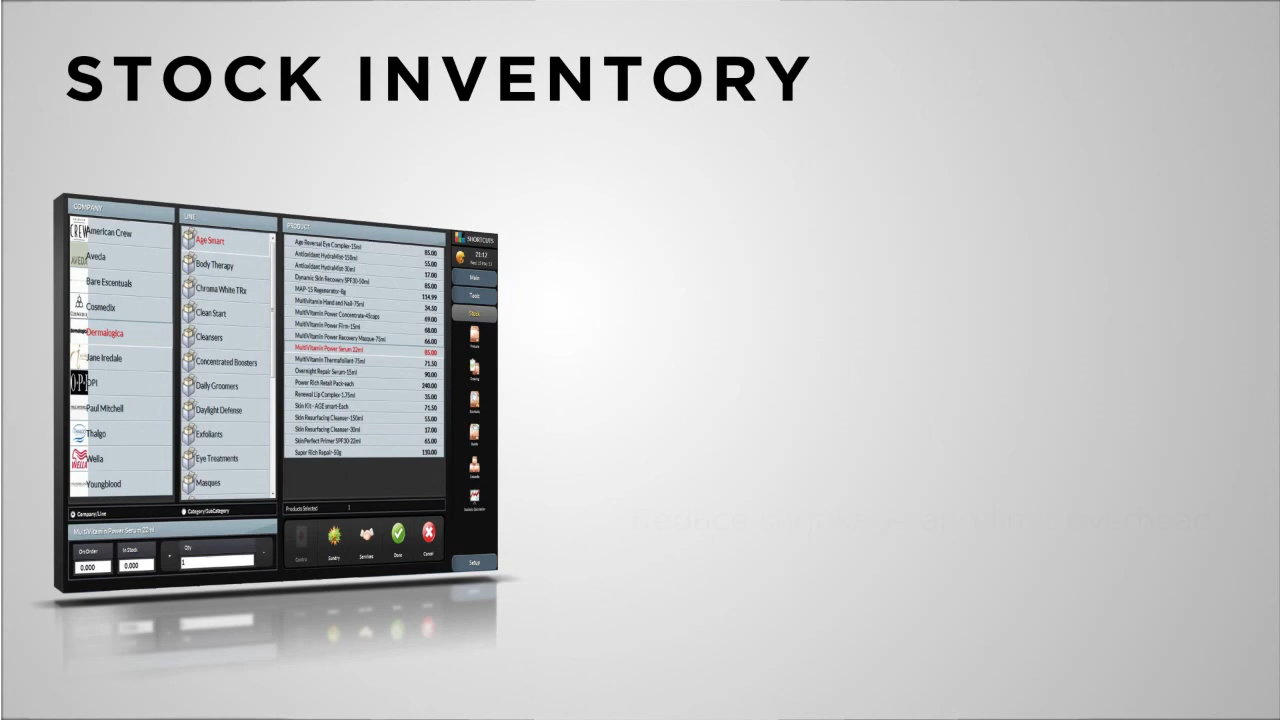 STOCK INVENTORY
COMPANY
American Crew
Aveda
Bare Escentuals
Cosmedix
Dermalogica
Jane Iredale
OPI
Paul Mitchell
Thalgo
Wella
Youngblood
LINE
Age Smart
Body Therapy
Chroma White TRx
Clean Start
Cleansers
Concentrated Boosters
Daily Groomers
Daylight Defense
Exfoliants
Eye Treatments
Masques
PRODUCT
Age Reversal Eye Complex-15ml 85.00
Antioxidant HydraMist-150ml 55.00
Antioxidant HydraMist-30ml 17.00
Dynamic Skin Recovery SPF30-50ml 85.00
MAP-15 Regenerator-8g 114.99
MultiVitamin Hand and Nail-75ml 34.50
MultiVitamin Power Concentrate-45caps 69.00
MultiVitamin Power Firm-15ml 68.00
MultiVitamin Power Recovery Masque-75ml 66.00
MultiVitamin Power Serum 22ml 85.00
MultiVitamin Thermafoliant-75ml 71.50
Overnight Repair Serum-15ml 90.00
Power Rich Retail Pack-each 240.00
Renewal Lip Complex-1.75ml 35.00
Skin Kit - AGE smart-Each 71.50
Skin Resurfacing Cleanser-150ml 55.00
Skin Resurfacing Cleanser-30ml 17.00
SkinPerfect Primer SPF30-22ml 65.00
Super Rich Repair-50g 110.00
Company/Line
Category/SubCategory
Products Selected 1
MultiVitamin Power Serum (22ml)
On Order
0.000
In Stock
0.000
Qty
1
Sundry
Services
Done
Cancel
SHORTCUTS
21:12
Main
Tools
Stock
Setup